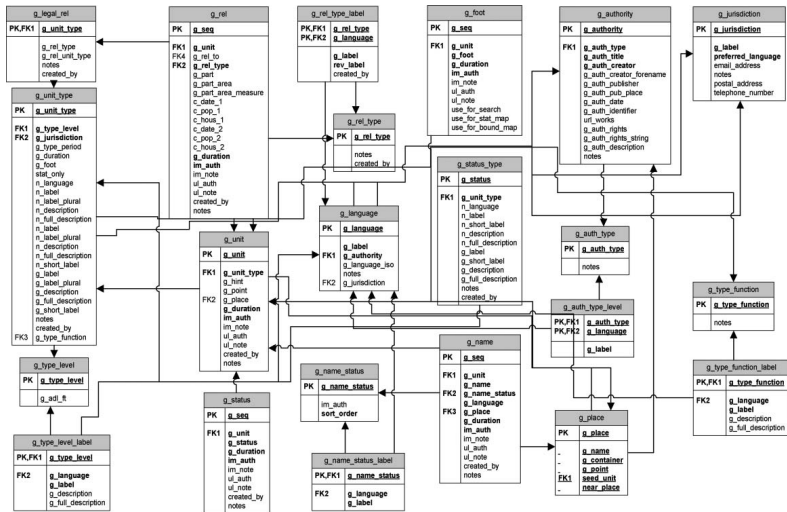 g_legal_rel
PK,FK1 g_unit_type
g_rel_type
g_rel_unit_type
notes
created_by
g_unit_type
PK g_unit_type
FK1 g_type_level
FK2 g_jurisdiction
g_type_period
g_duration
g_foot
stat_only
n_language
n_label
n_label_plural
n_description
n_full_description
n_label
n_label_plural
n_description
n_full_description
n_short_label
g_label
g_label_plural
g_description
g_full_description
g_short_label
notes
created_by
FK3 g_type_function
g_type_level
PK g_type_level
g_adl_ft
g_type_level_label
PK,FK1 g_type_level
FK2 g_language
g_label
g_description
g_full_description
g_rel
PK g_seq
FK1 g_unit
FK4 g_rel_to
FK2 g_rel_type
g_part
g_part_area
g_part_area_measure
c_date_1
c_pop_1
c_hous_1
c_date_2
c_pop_2
c_hous_2
g_duration
im_auth
im_note
ul_auth
ul_note
created_by
notes
g_unit
PK g_unit
FK1 g_unit_type
g_hint
g_point
FK2 g_place
g_duration
im_auth
im_note
ul_auth
ul_note
created_by
notes
g_status
PK g_seq
FK1 g_unit
g_status
g_duration
im_auth
im_note
ul_auth
ul_note
created_by
notes
g_rel_type_label
PK,FK1 g_rel_type
PK,FK2 g_language
g_label
rev_label
created_by
g_rel_type
PK g_rel_type
notes
created_by
g_language
PK g_language
g_label
FK1 g_authority
g_language_iso
notes
FK2 g_jurisdiction
g_name_status
PK g_name_status
im_auth
sort_order
g_name_status_label
PK,FK1 g_name_status
FK2 g_language
g_label
g_foot
PK g_seq
FK1 g_unit
g_foot
g_duration
im_auth
im_note
ul_auth
ul_note
use_for_search
use_for_stat_map
use_for_bound_map
g_status_type
PK g_status
FK1 g_unit_type
n_language
n_label
n_short_label
n_description
n_full_description
g_label
g_short_label
g_description
g_full_description
notes
created_by
g_name
PK g_seq
FK1 g_unit
g_name
FK2 g_name_status
g_language
FK3 g_place
g_duration
im_auth
im_note
ul_auth
ul_note
created_by
notes
g_authority
PK g_authority
FK1 g_auth_type
g_auth_title
g_auth_creator
g_auth_creator_forename
g_auth_publisher
g_auth_pub_place
g_auth_date
g_auth_identifier
url_works
g_auth_rights
g_auth_rights_string
g_auth_description
notes
g_auth_type
PK g_auth_type
notes
g_auth_type_level
PK,FK1 g_auth_type
PK,FK2 g_language
g_label
g_place
PK g_place
- g_name
- g_container
- g_point
FK1 seed_unit
- near_place
g_jurisdiction
PK g_jurisdiction
g_label
preferred_language
email_address
notes
postal_address
telephone_number
g_type_function
PK g_type_function
notes
g_type_function_label
PK,FK1 g_type_function
FK2 g_language
g_label
g_description
g_full_description